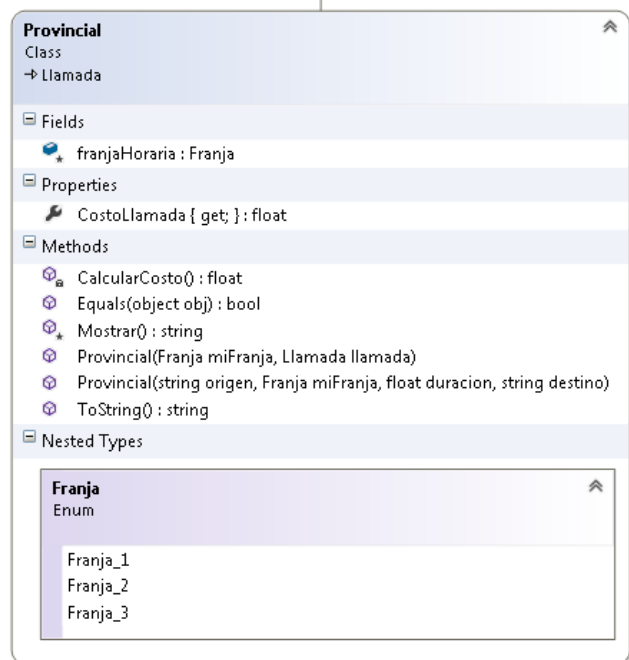 Provincial
Class
Llamada
Fields
franjaHoraria : Franja
Properties
CostoLlamada { get; } : float
Methods
CalcularCosto() : float
Equals(object obj) : bool
Mostrar() : string
Provincial(Franja miFranja, Llamada llamada)
Provincial(string origen, Franja miFranja, float duracion, string destino)
ToString() : string
Nested Types
Franja
Enum
Franja_1
Franja_2
Franja_3